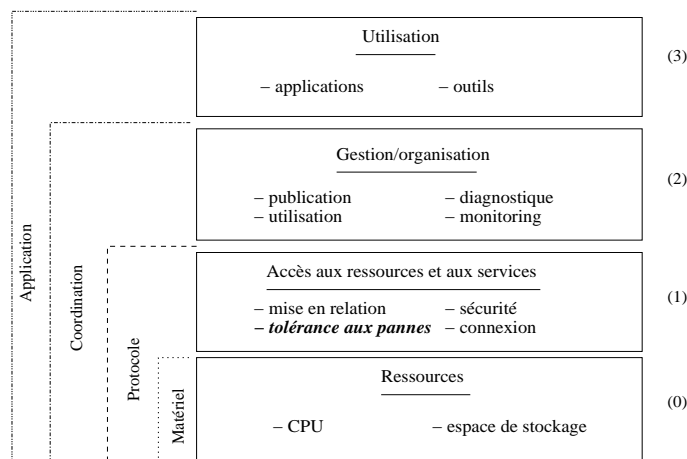 Utilisation
(3)
– applications – outils
Gestion/organisation
(2)
– publication – diagnostique
– utilisation – monitoring
Accès aux ressources et aux services
(1)
– mise en relation – sécurité
– tolérance aux pannes – connexion
Ressources
(0)
– CPU – espace de stockage
Application
Coordination
Protocole
Matériel